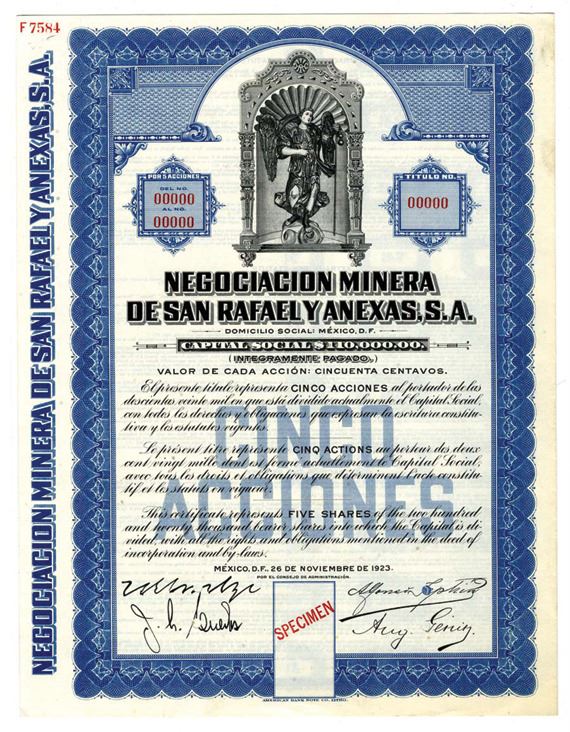 F 7584
NEGOCIACION MINERA DE SAN RAFAEL Y ANEXAS, S.A.
POR 5 ACCIONES
DEL NO.
00000
AL NO.
00000
TITULO NO.
00000
NEGOCIACION MINERA
DE SAN RAFAEL Y ANEXAS, S.A.
DOMICILIO SOCIAL: MÉXICO, D.F.
CAPITAL SOCIAL $110,000.00,
(INTEGRAMENTE PAGADO,)
VALOR DE CADA ACCIÓN: CINCUENTA CENTAVOS.
El presente título representa CINCO ACCIONES al portador de las
doscientas veinte mil en que está dividido actualmente el Capital Social,
con todos los derechos y obligaciones que expresan la escritura constitu-
tiva y los estatutos vigentes.
CINCO
Le présent titre représente CINQ ACTIONS au porteur des deux
cent vingt mille dont est formé actuellement le Capital Social,
avec tous les droits et obligations que déterminent l'acte constitu-
tif et les statuts en vigueur.
ACCIONES
This certificate represents FIVE SHARES of the two hundred
and twenty thousand bearer shares into which the Capital is di-
vided, with all the rights and obligations mentioned in the deed of
incorporation and by-laws.
MÉXICO, D.F., 26 DE NOVIEMBRE DE 1923.
POR EL CONSEJO DE ADMINISTRACIÓN.
SPECIMEN
Aug. Genin
AMERICAN BANK NOTE CO. LITHO.